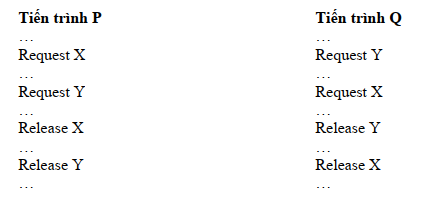 Tiến trình P Tiến trình Q
… …
Request X Request Y
… …
Request Y Request X
… …
Release X Release Y
… …
Release Y Release X
… …